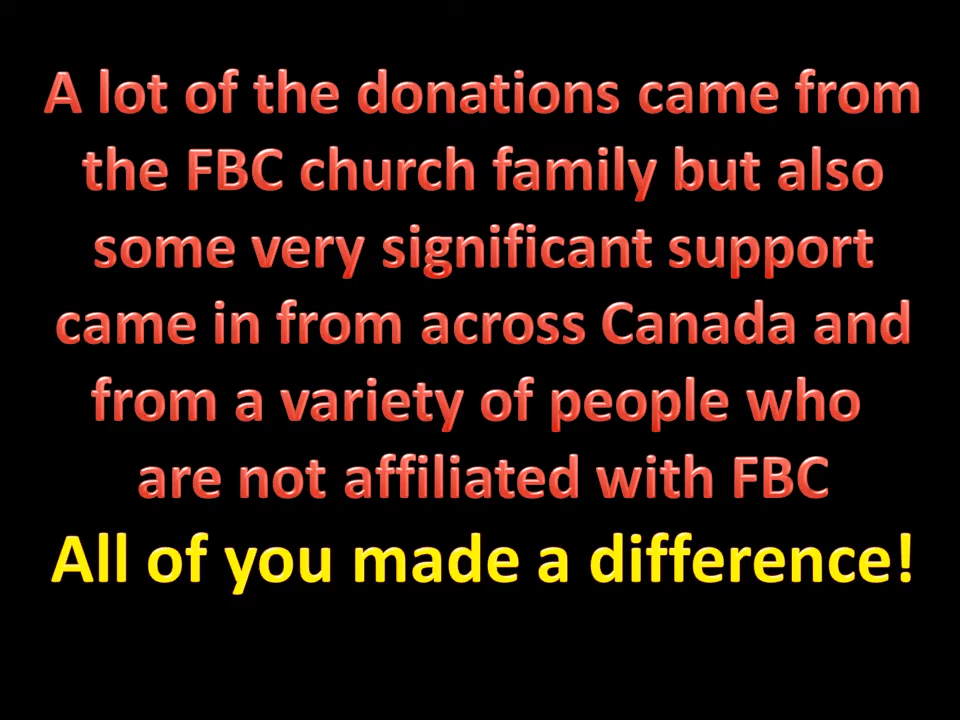 A lot of the donations came from
the FBC church family but also
some very significant support
came in from across Canada and
from a variety of people who
are not affiliated with FBC
All of you made a difference!